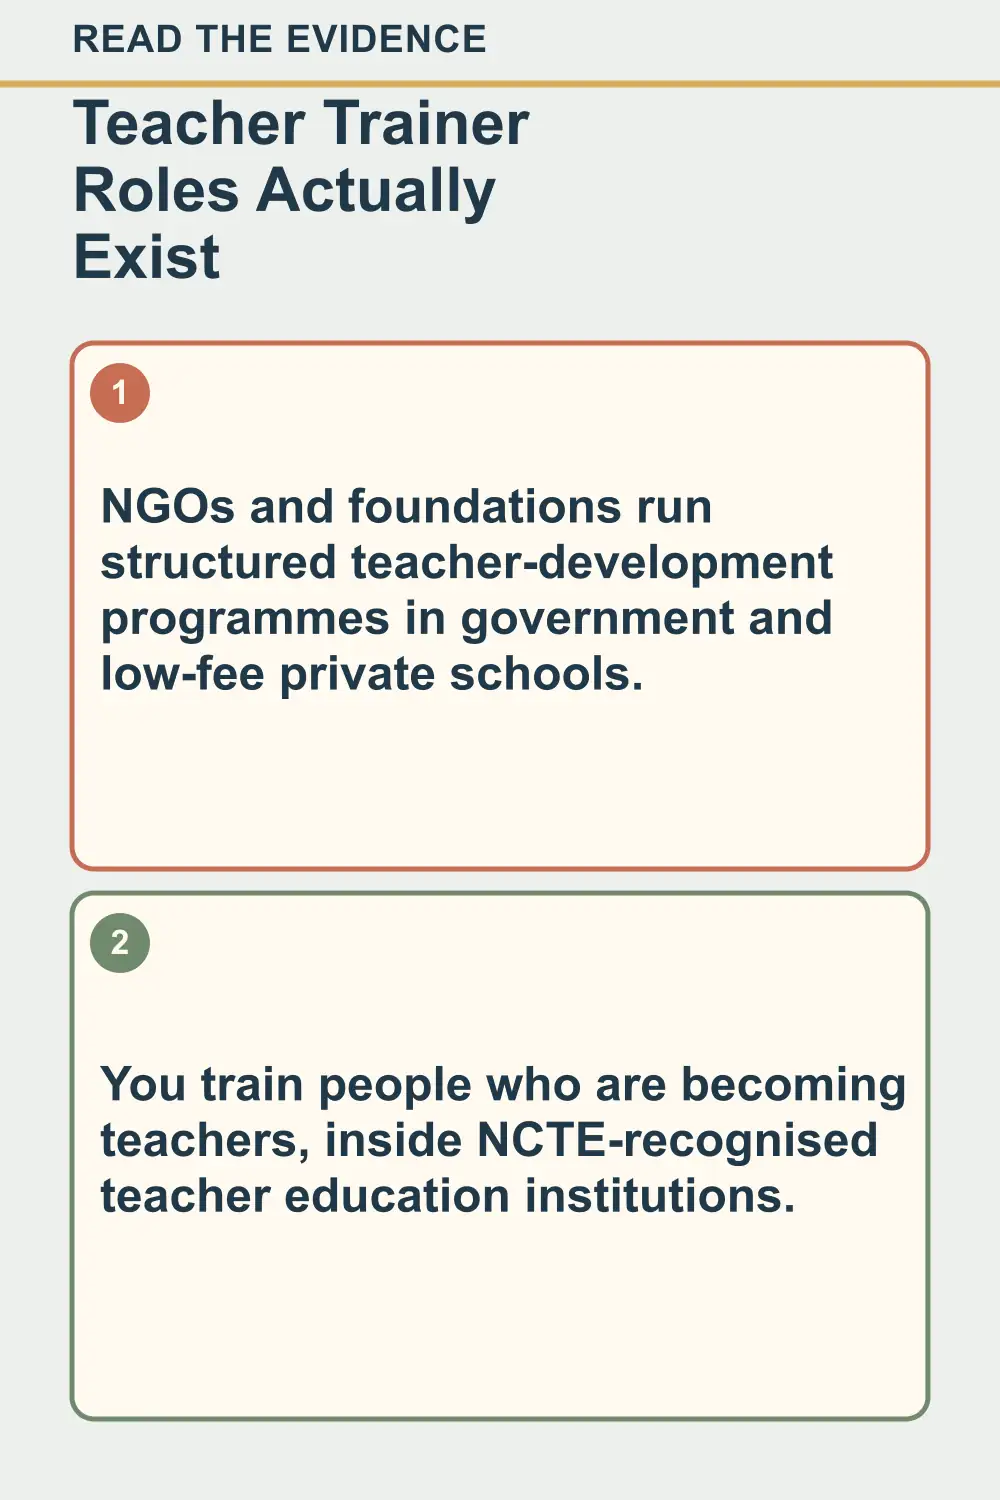 READ THE EVIDENCE
Teacher Trainer
Roles Actually
Exist
1
NGOs and foundations run
structured teacher-development
programmes in government and
low-fee private schools.
2
You train people who are becoming
teachers, inside NCTE-recognised
teacher education institutions.